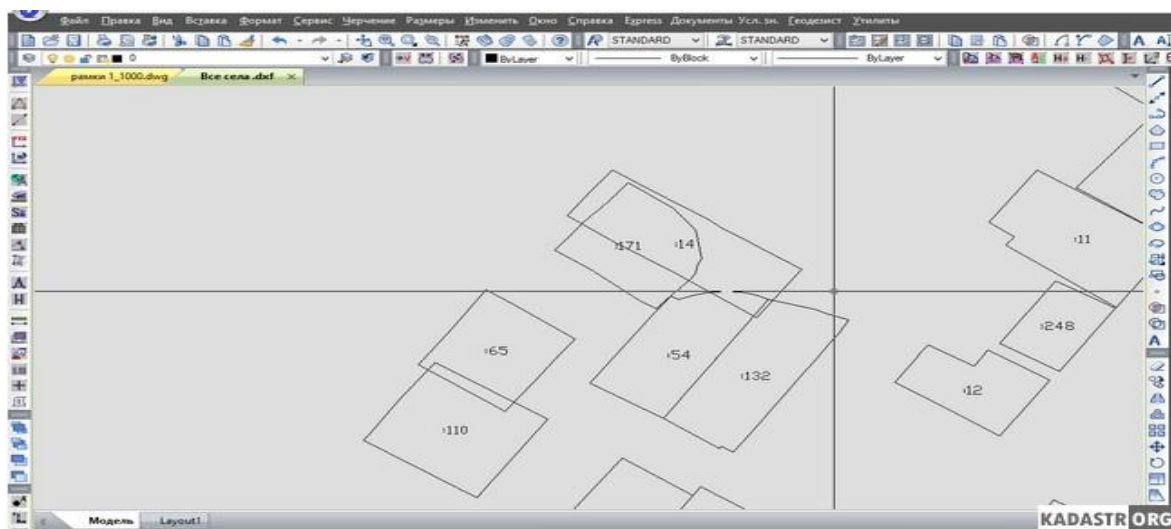 Файл Правка Вид Вставка Формат Сервис Черчение Размеры Изменить Окно Справка Express Документы Усл. зн. Геодезист Утилиты
STANDARD STANDARD
0 ByLayer ByBlock ByLayer
рамки 1_1000.dwg Все села .dxf
:171 :14
:11
:248
:65
:54
:132
:12
:110
Модель Layout1
KADASTR ORG